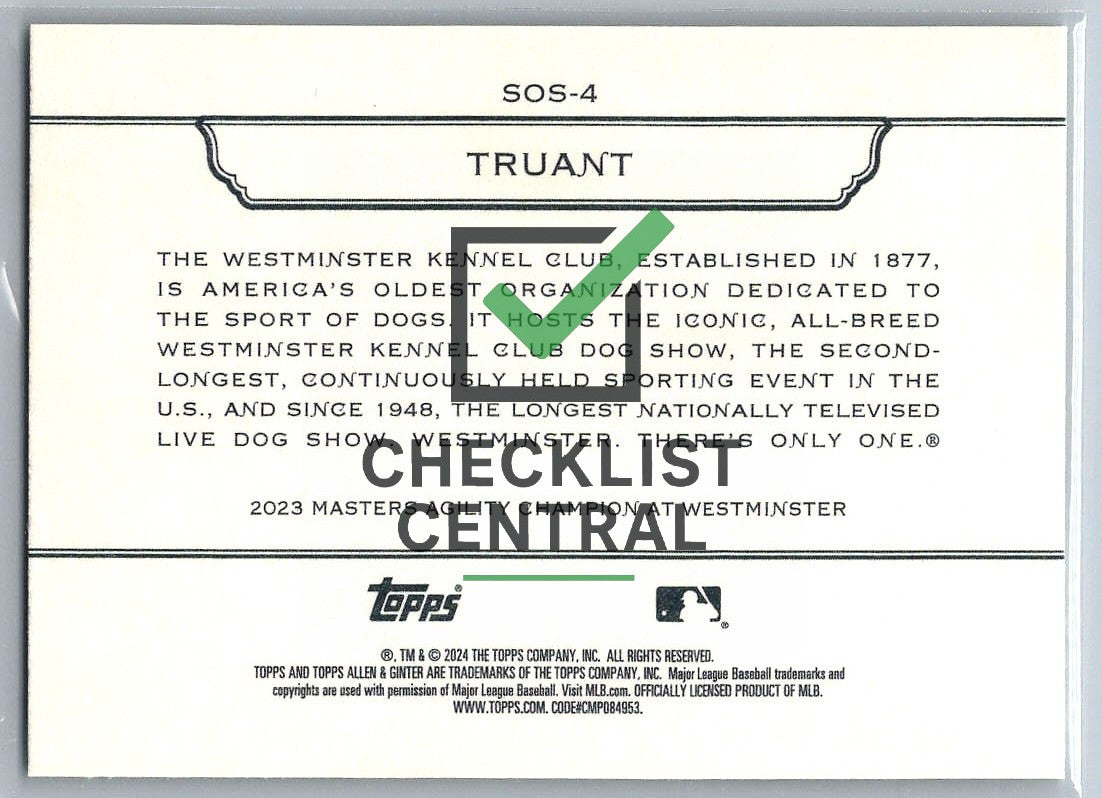 SOS-4
TRUANT
THE WESTMINSTER KENNEL CLUB, ESTABLISHED IN 1877,
IS AMERICA'S OLDEST ORGANIZATION DEDICATED TO
THE SPORT OF DOGS. IT HOSTS THE ICONIC, ALL-BREED
WESTMINSTER KENNEL CLUB DOG SHOW, THE SECOND-
LONGEST, CONTINUOUSLY HELD SPORTING EVENT IN THE
U.S., AND SINCE 1948, THE LONGEST NATIONALLY TELEVISED
LIVE DOG SHOW. WESTMINSTER. THERE'S ONLY ONE.®
CHECKLIST
2023 MASTERS AGILITY CHAMPION AT WESTMINSTER
CENTRAL
Topps®
®
®, TM & © 2024 THE TOPPS COMPANY, INC. ALL RIGHTS RESERVED.
TOPPS AND TOPPS ALLEN & GINTER ARE TRADEMARKS OF THE TOPPS COMPANY, INC. Major League Baseball trademarks and
copyrights are used with permission of Major League Baseball. Visit MLB.com. OFFICIALLY LICENSED PRODUCT OF MLB.
WWW.TOPPS.COM. CODE#CMP084953.